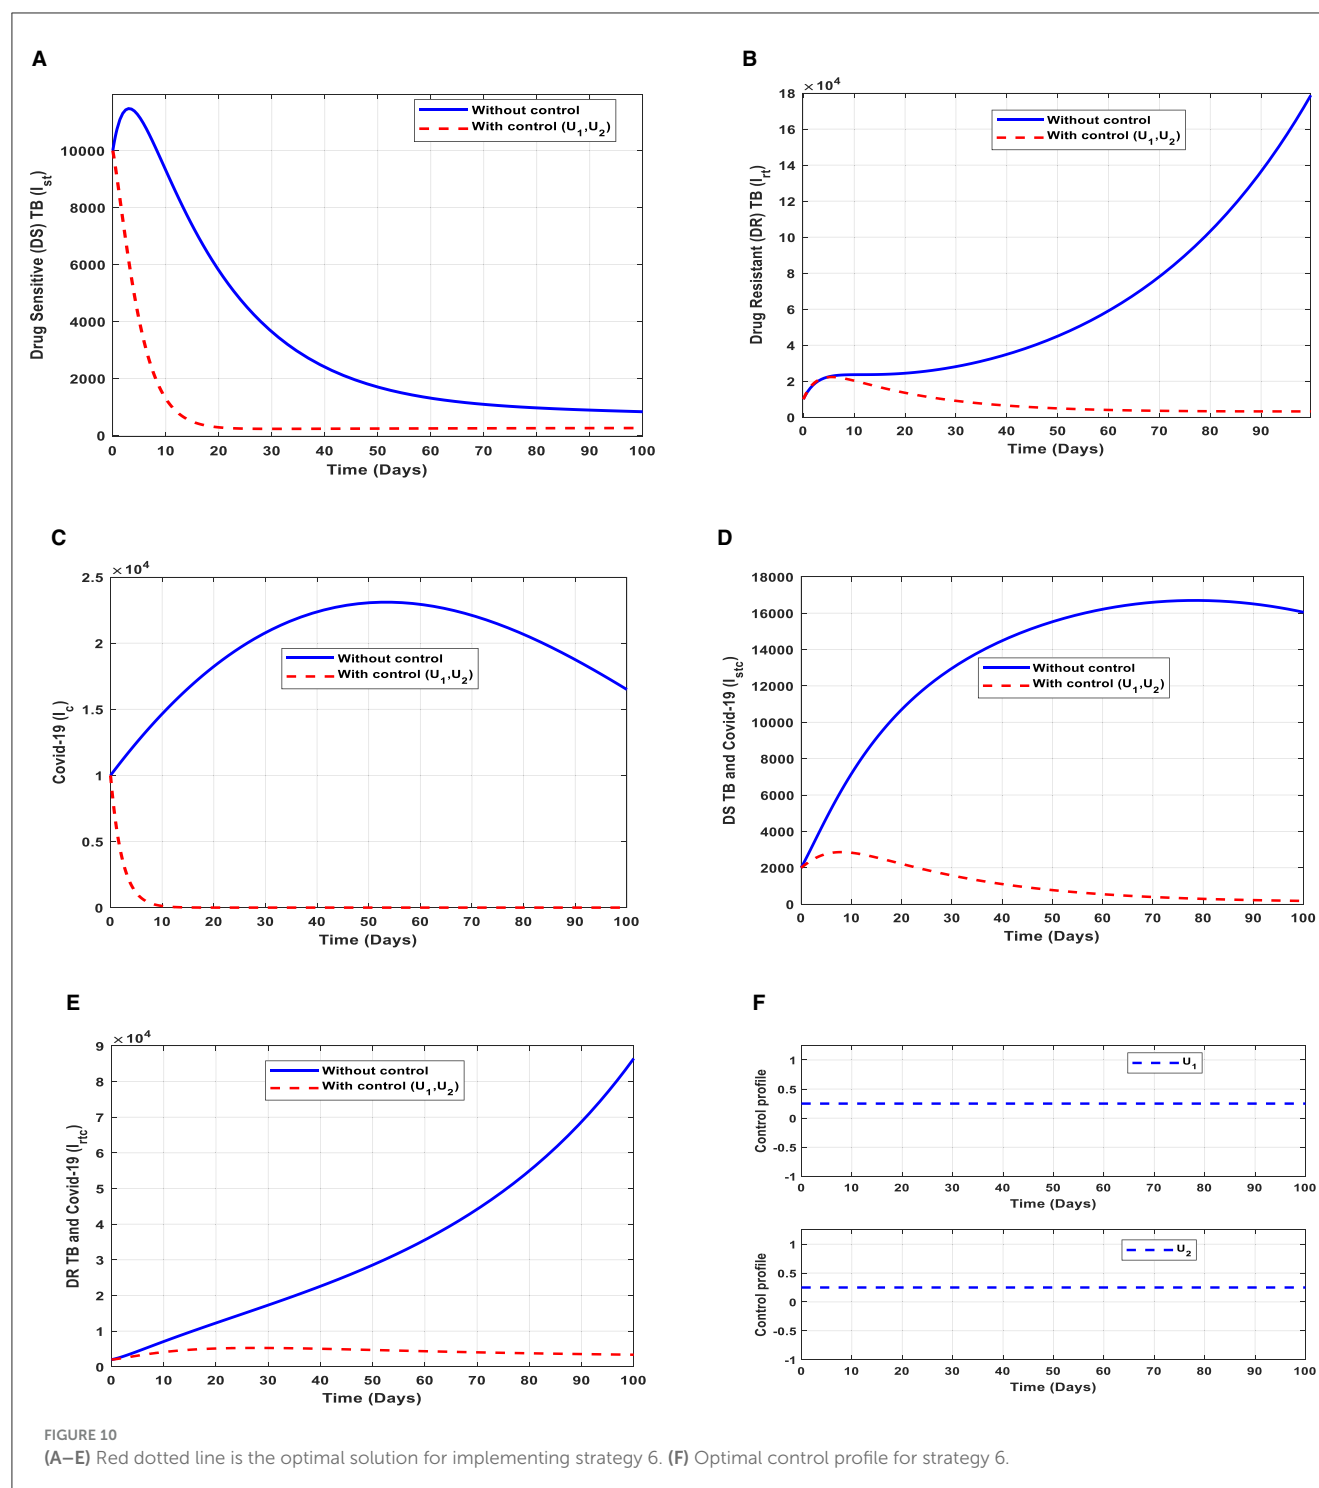 A
Without control
With control (U1,U2)
Drug Sensitive (DS) TB (Ist)
10000
8000
6000
4000
2000
0
0 10 20 30 40 50 60 70 80 90 100
Time (Days)
B
×10^4
Without control
With control (U1,U2)
Drug Resistant (DR) TB (Irt)
18
16
14
12
10
8
6
4
2
0
0 10 20 30 40 50 60 70 80 90
Time (Days)
C
×10^4
Without control
With control (U1,U2)
Covid-19 (Ic)
2.5
2
1.5
1
0.5
0
0 10 20 30 40 50 60 70 80 90 100
Time (Days)
D
Without control
With control (U1,U2)
DS TB and Covid-19 (Istc)
18000
16000
14000
12000
10000
8000
6000
4000
2000
0
0 10 20 30 40 50 60 70 80 90 100
Time (Days)
E
×10^4
Without control
With control (U1,U2)
DR TB and Covid-19 (Irtc)
9
8
7
6
5
4
3
2
1
0
0 10 20 30 40 50 60 70 80 90 100
Time (Days)
F
U1
Control profile
1
0.5
0
-0.5
-1
0 10 20 30 40 50 60 70 80 90 100
Time (Days)
U2
Control profile
1
0.5
0
-0.5
-1
0 10 20 30 40 50 60 70 80 90 100
Time (Days)
FIGURE 10
(A–E) Red dotted line is the optimal solution for implementing strategy 6. (F) Optimal control profile for strategy 6.